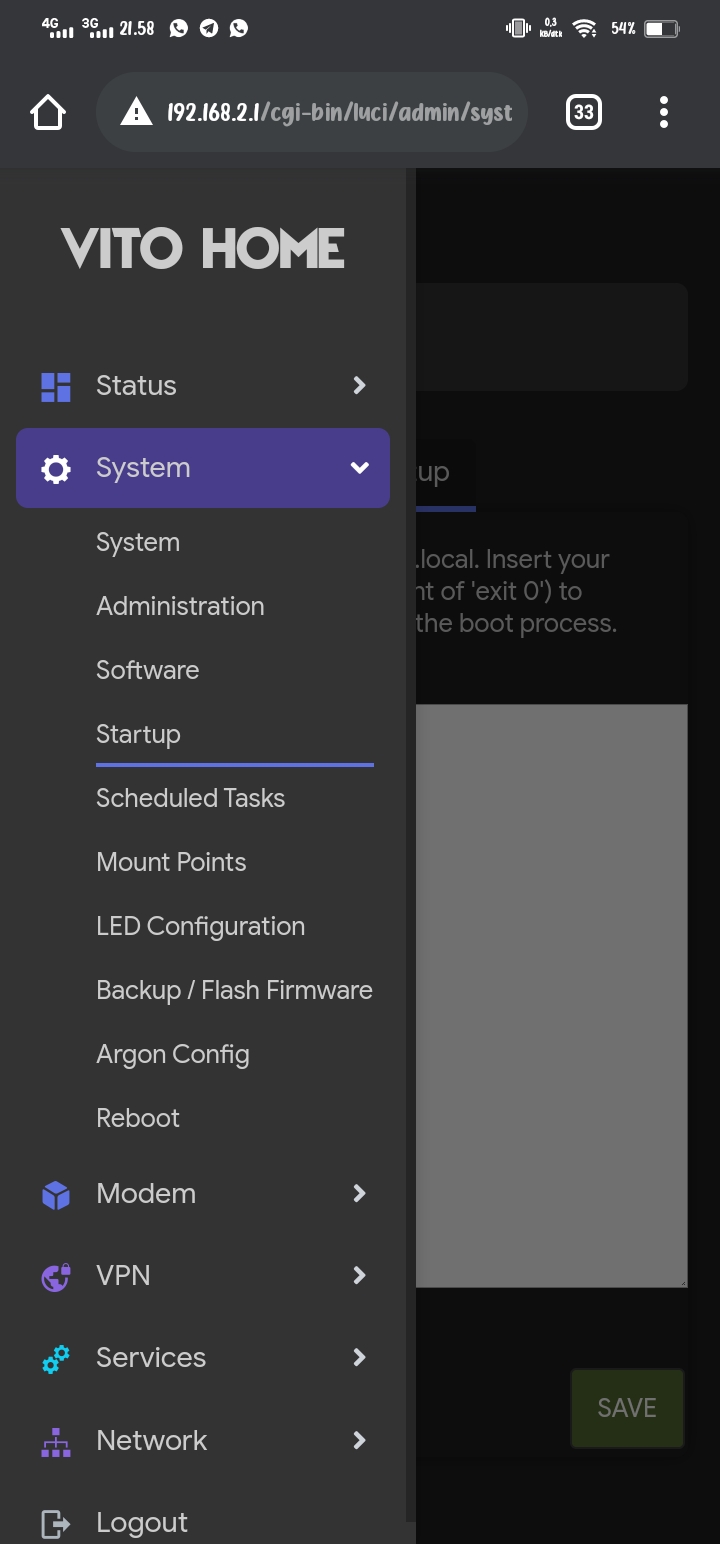 4G 3G 21.58 0,3 KB/dtk 54%
192.168.2.1/cgi-bin/luci/admin/syst 33
VITO HOME
Status
System
up
System
.local. Insert your
nt of 'exit 0') to
Administration
the boot process.
Software
Startup
Scheduled Tasks
Mount Points
LED Configuration
Backup / Flash Firmware
Argon Config
Reboot
Modem
VPN
Services
SAVE
Network
Logout